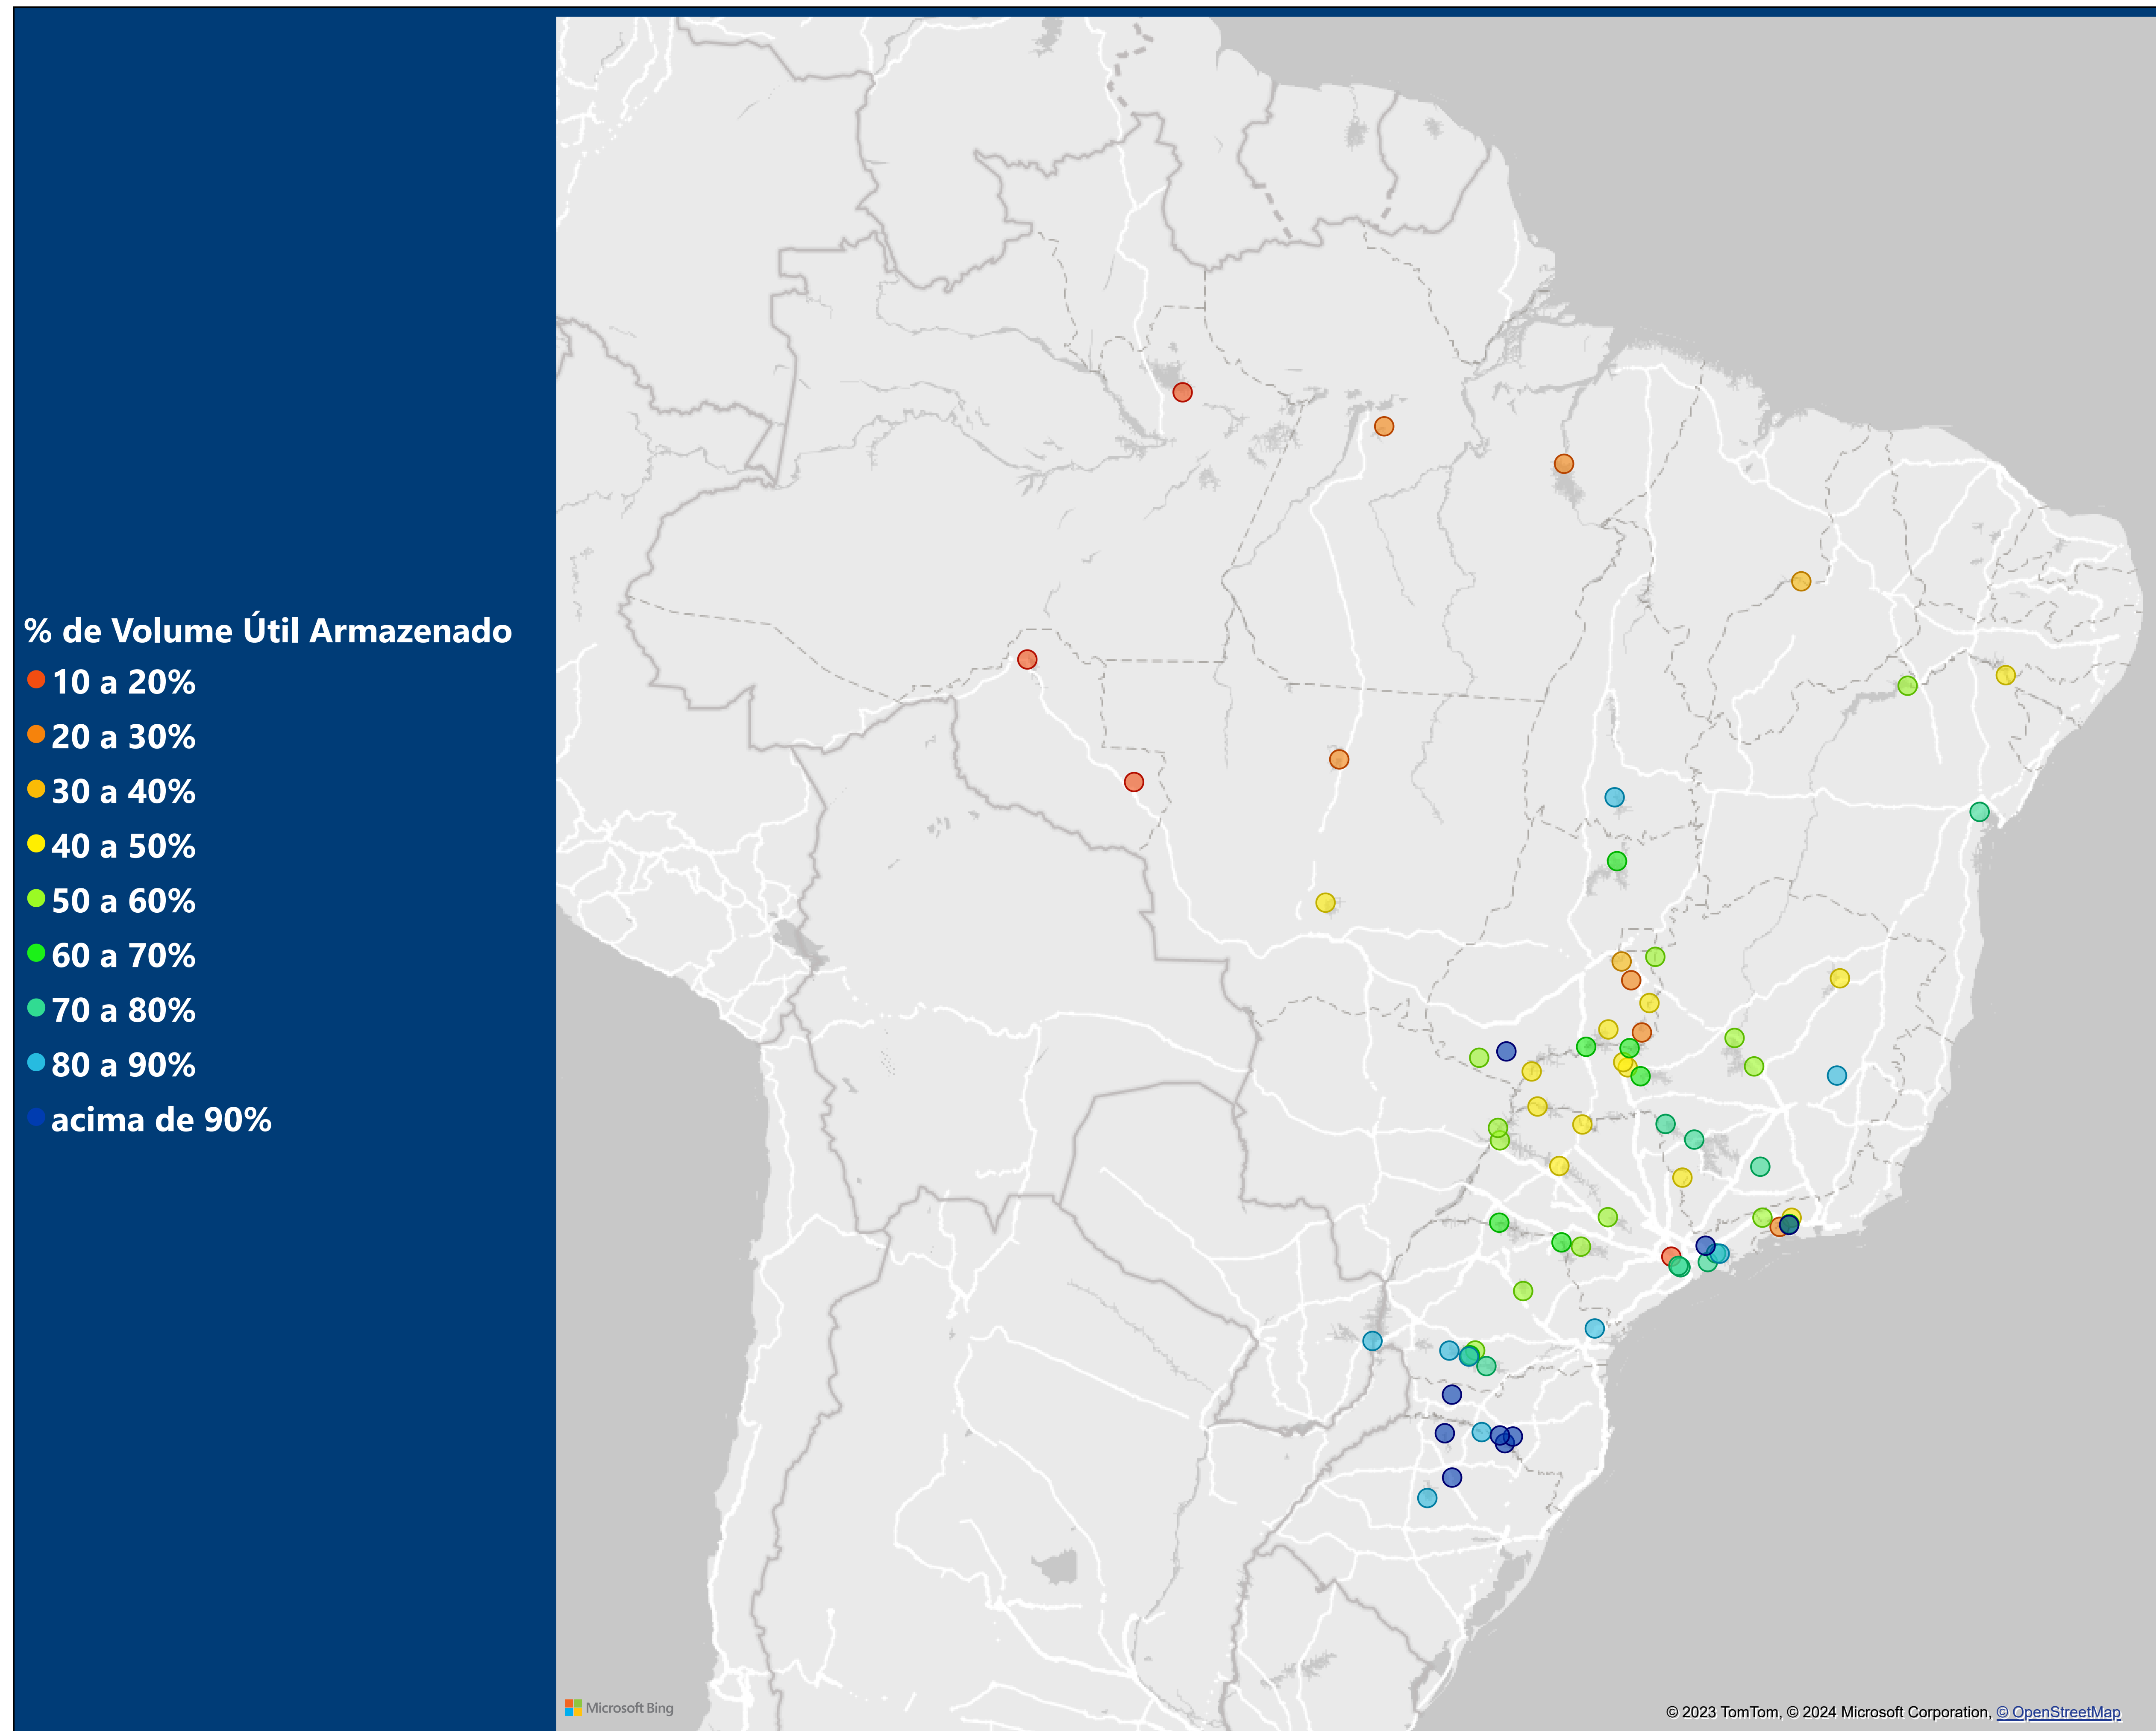 % de Volume Útil Armazenado
10 a 20%
20 a 30%
30 a 40%
40 a 50%
50 a 60%
60 a 70%
70 a 80%
80 a 90%
acima de 90%
Microsoft Bing
© 2023 TomTom, © 2024 Microsoft Corporation, © OpenStreetMap